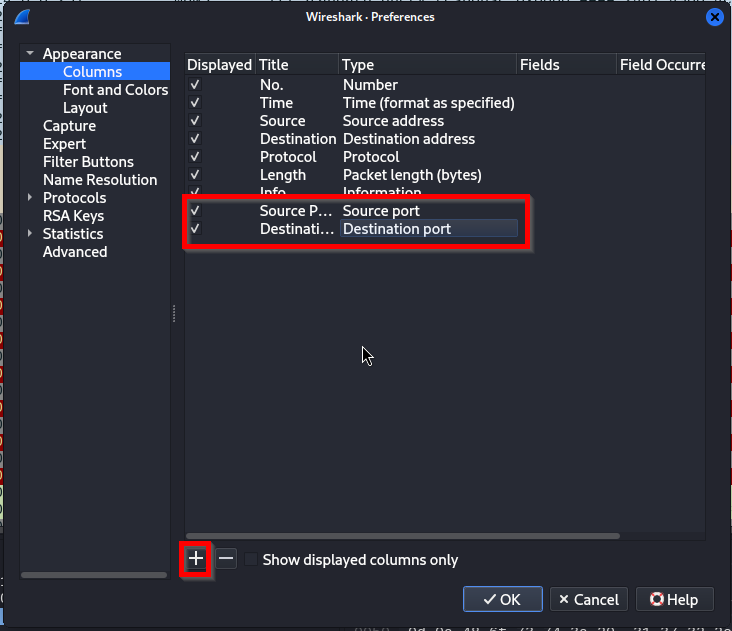 Wireshark · Preferences
Appearance
Columns
Font and Colors
Layout
Capture
Expert
Filter Buttons
Name Resolution
Protocols
RSA Keys
Statistics
Advanced
Displayed Title Type Fields Field Occurre
No. Number
Time Time (format as specified)
Source Source address
Destination Destination address
Protocol Protocol
Length Packet length (bytes)
Info Information
Source P... Source port
Destinati... Destination port
Show displayed columns only
OK Cancel Help